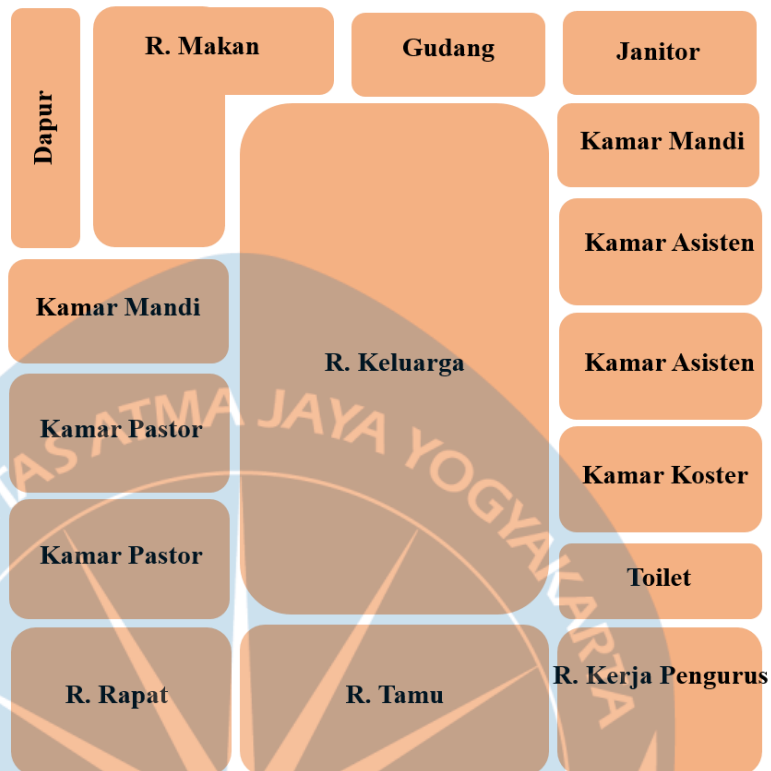 Dapur
R. Makan
Gudang
Janitor
Kamar Mandi
Kamar Asisten
Kamar Mandi
R. Keluarga
Kamar Asisten
Kamar Pastor
Kamar Koster
Kamar Pastor
Toilet
R. Rapat
R. Tamu
R. Kerja Pengurus
TAS ATMA JAYA YOGYAKARTA